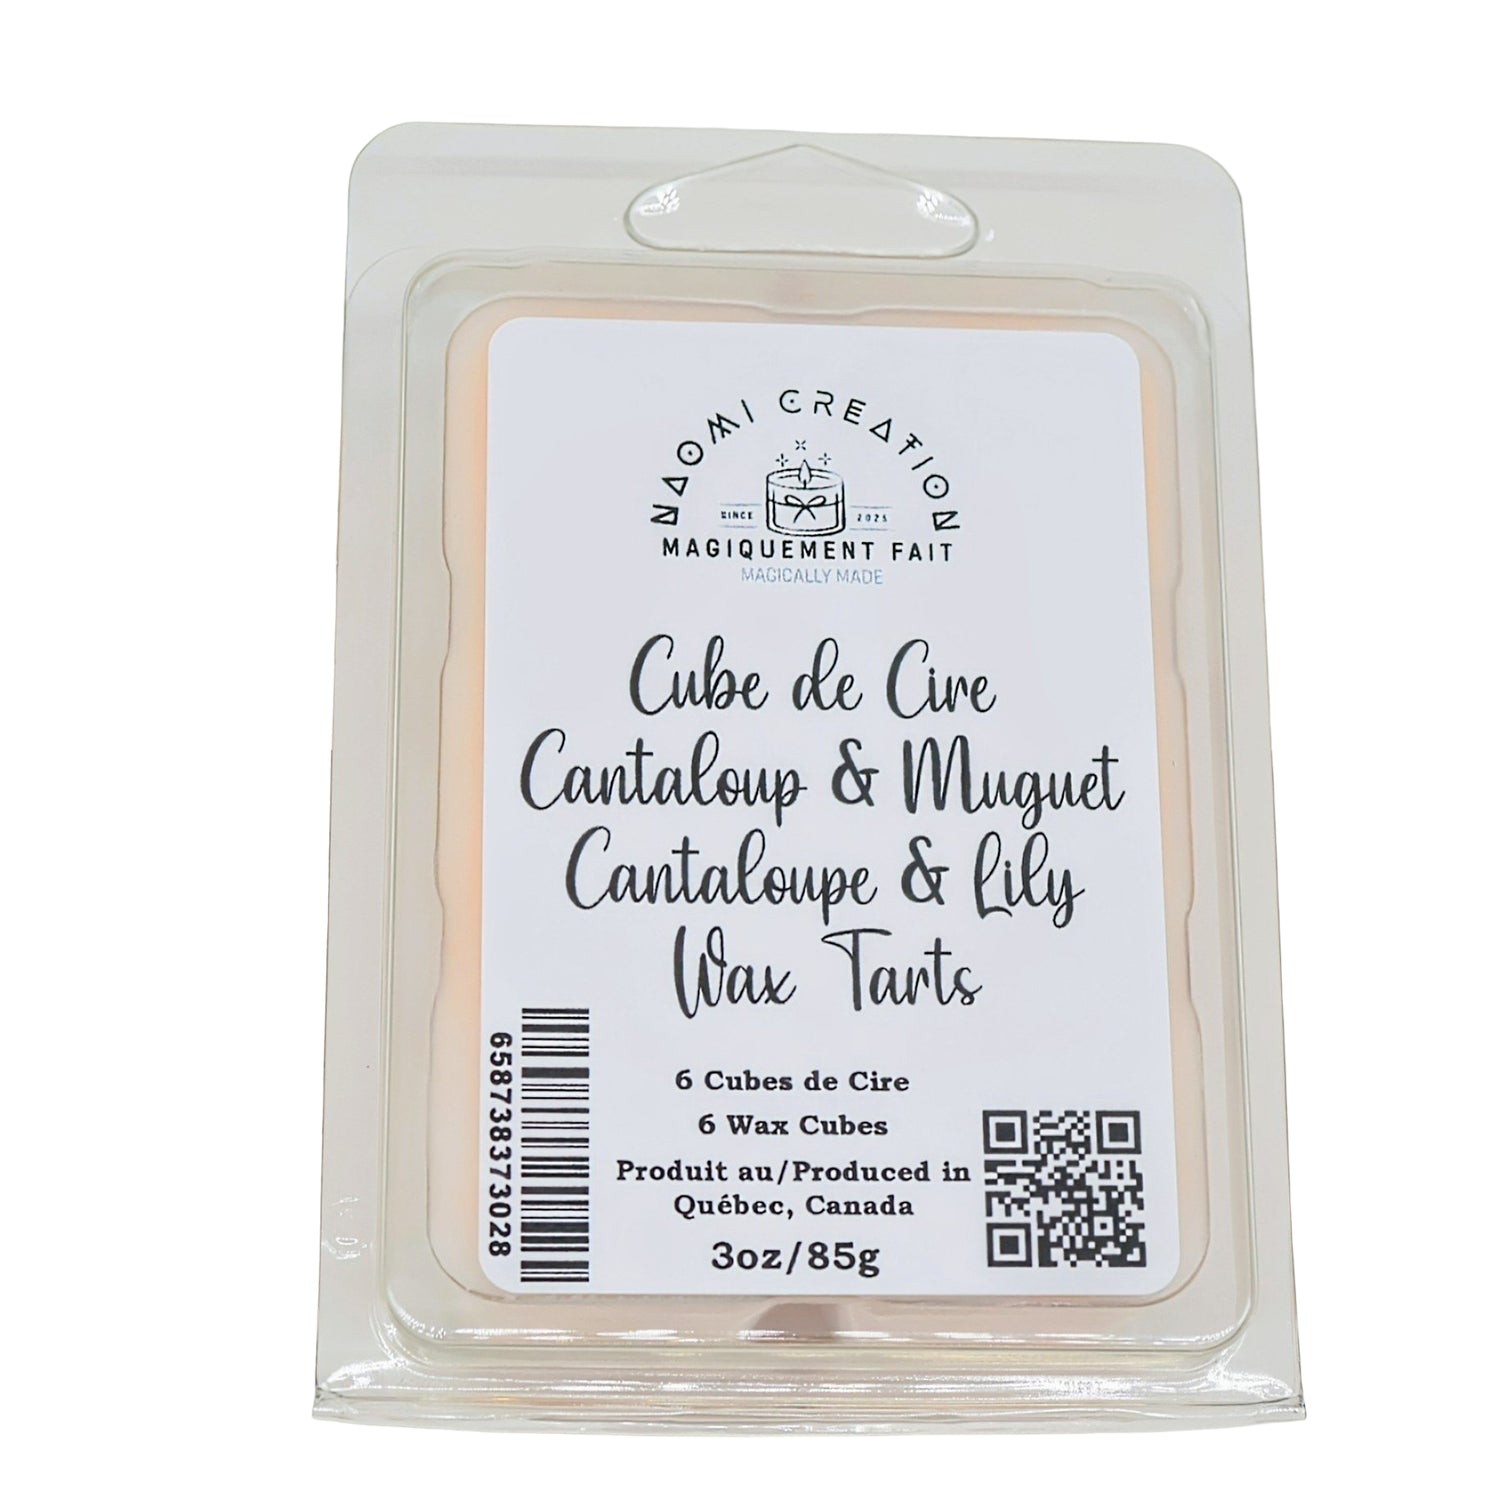 NAOMI CREATION
SINCE 2025
MAGIQUEMENT FAIT
MAGICALLY MADE
Cube de Cire
Cantaloup & Muguet
Cantaloupe & Lily
Wax Tarts
6 Cubes de Cire
6 Wax Cubes
Produit au/Produced in
Québec, Canada
3oz/85g
658738373028